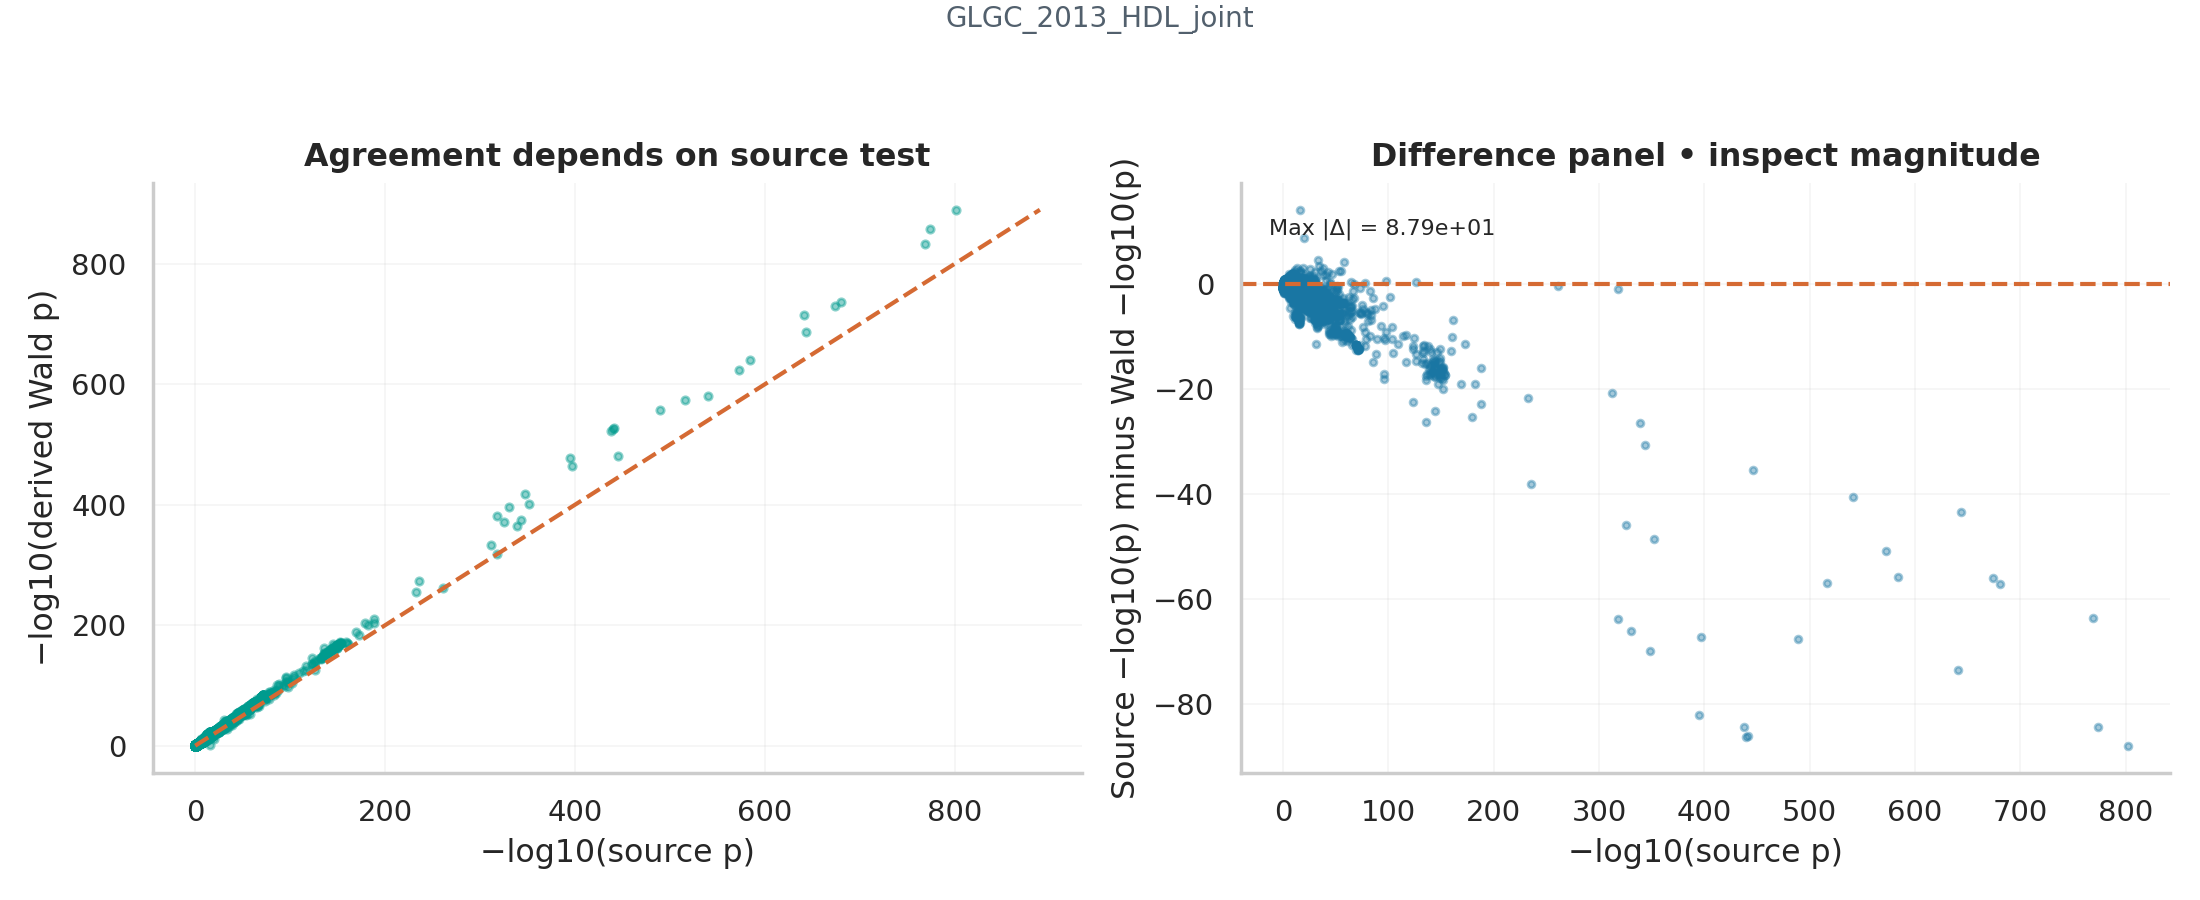 GLGC_2013_HDL_joint
Agreement depends on source test
−log10(derived Wald p)
800
600
400
200
0
0 200 400 600 800
−log10(source p)
Difference panel • inspect magnitude
Source −log10(p) minus Wald −log10(p)
Max |Δ| = 8.79e+01
0
−20
−40
−60
−80
0 100 200 300 400 500 600 700 800
−log10(source p)